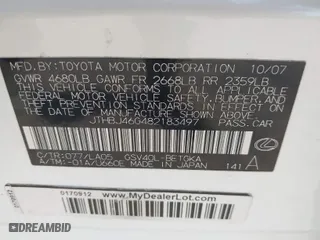 MFD.BY:TOYOTA MOTOR CORPORATION 10/07
GVWR 4680LB GAWR FR 2668LB RR 2359LB
THIS VEHICLE CONFORMS TO ALL APPLICABLE
FEDERAL MOTOR VEHICLE SAFETY, BUMPER, AND
THEFT PREVENTION STANDARDS IN EFFECT ON THE
DATE OF MANUFACTURE SHOWN ABOVE.
JTHBJ46G482183497 PASS.CAR
C/TR:077/LA05 GSV40L-BETGKA
A/TM:-01A/U660E MADE IN JAPAN 141 A
0170912 www.MyDealerLot.com
DEALERSHIP.COM